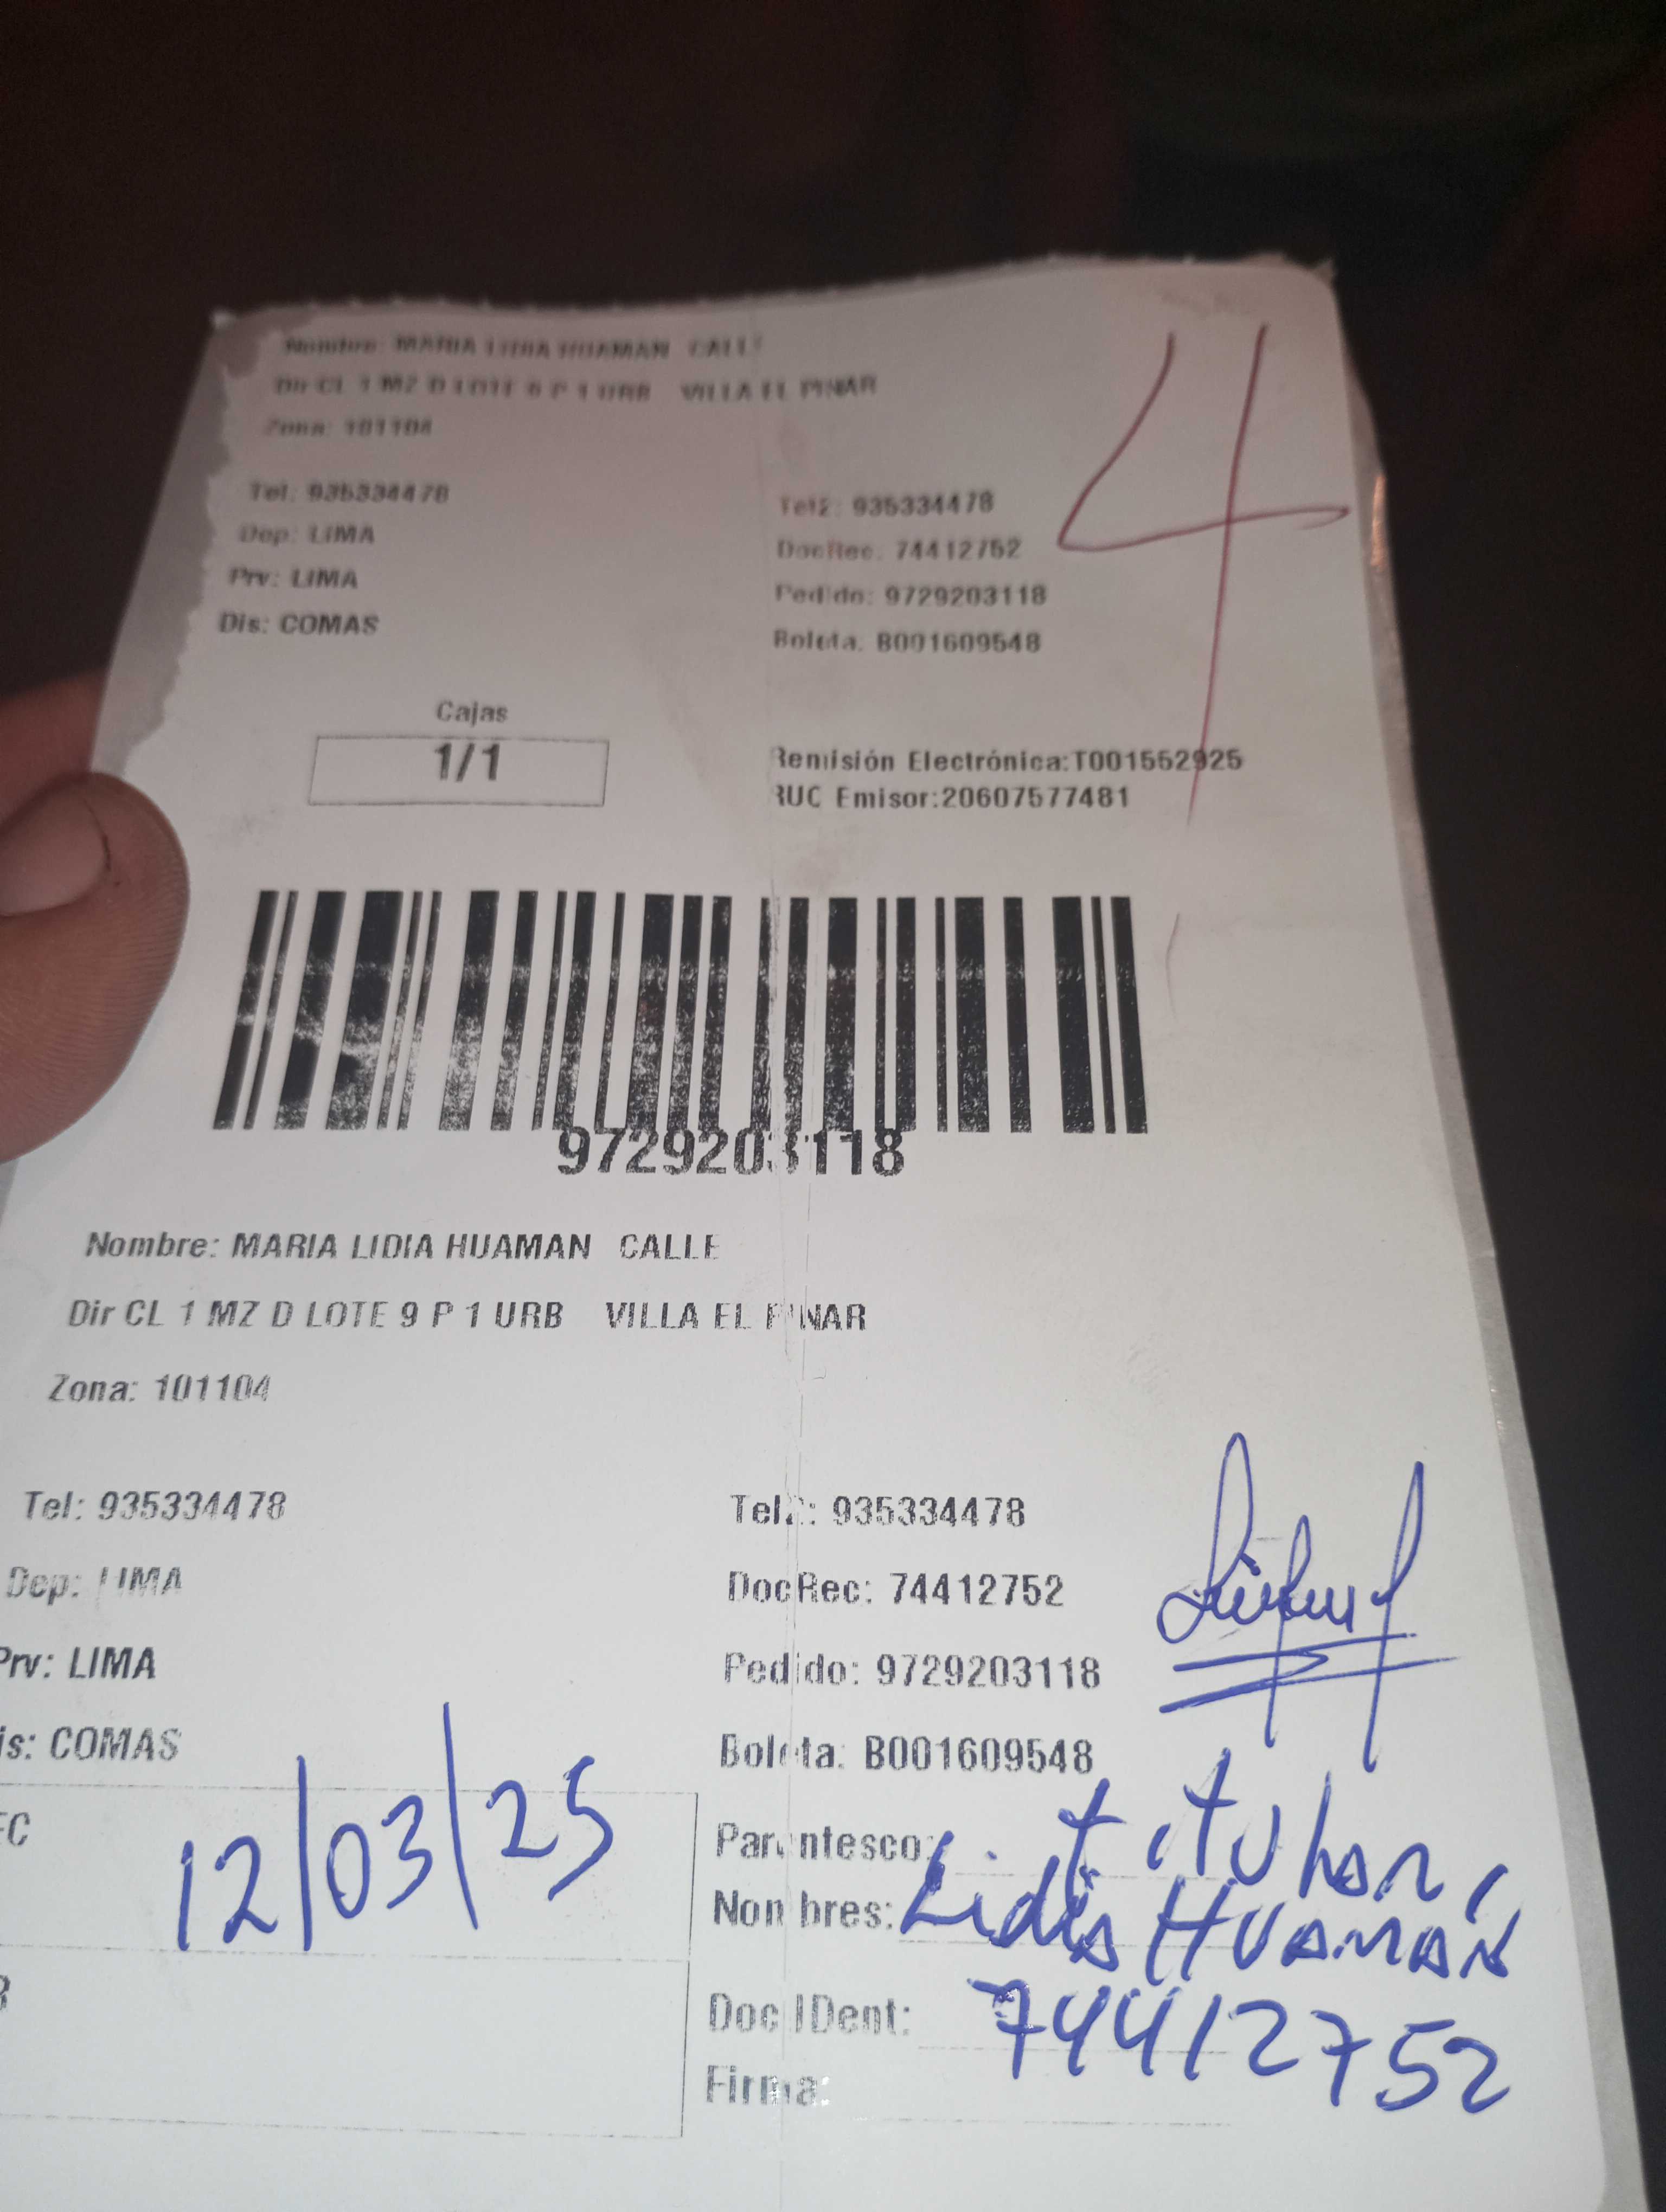 Nombre: MARIA LIDIA HUAMAN CALLE
Dir CL 1 MZ D LOTE 9 P 1 URB VILLA EL PINAR
Zona: 101104
4
Tel: 935334478 Tel2: 935334478
Dep: LIMA DocRec: 74412752
Prv: LIMA Pedido: 9729203118
Dis: COMAS Boleta: B001609548
Cajas
1/1
Remisión Electrónica:T001552925
RUC Emisor:20607577481
9729203118
Nombre: MARIA LIDIA HUAMAN CALLE
Dir CL 1 MZ D LOTE 9 P 1 URB VILLA EL PINAR
Zona: 101104
Tel: 935334478 Tel2: 935334478
Dep: LIMA DocRec: 74412752
Prv: LIMA Pedido: 9729203118
is: COMAS Boleta: B001609548
12/03/25
Parentesco: titular
Nombres: Lidia Huamán
Doc IDent: 74412752
Firma: